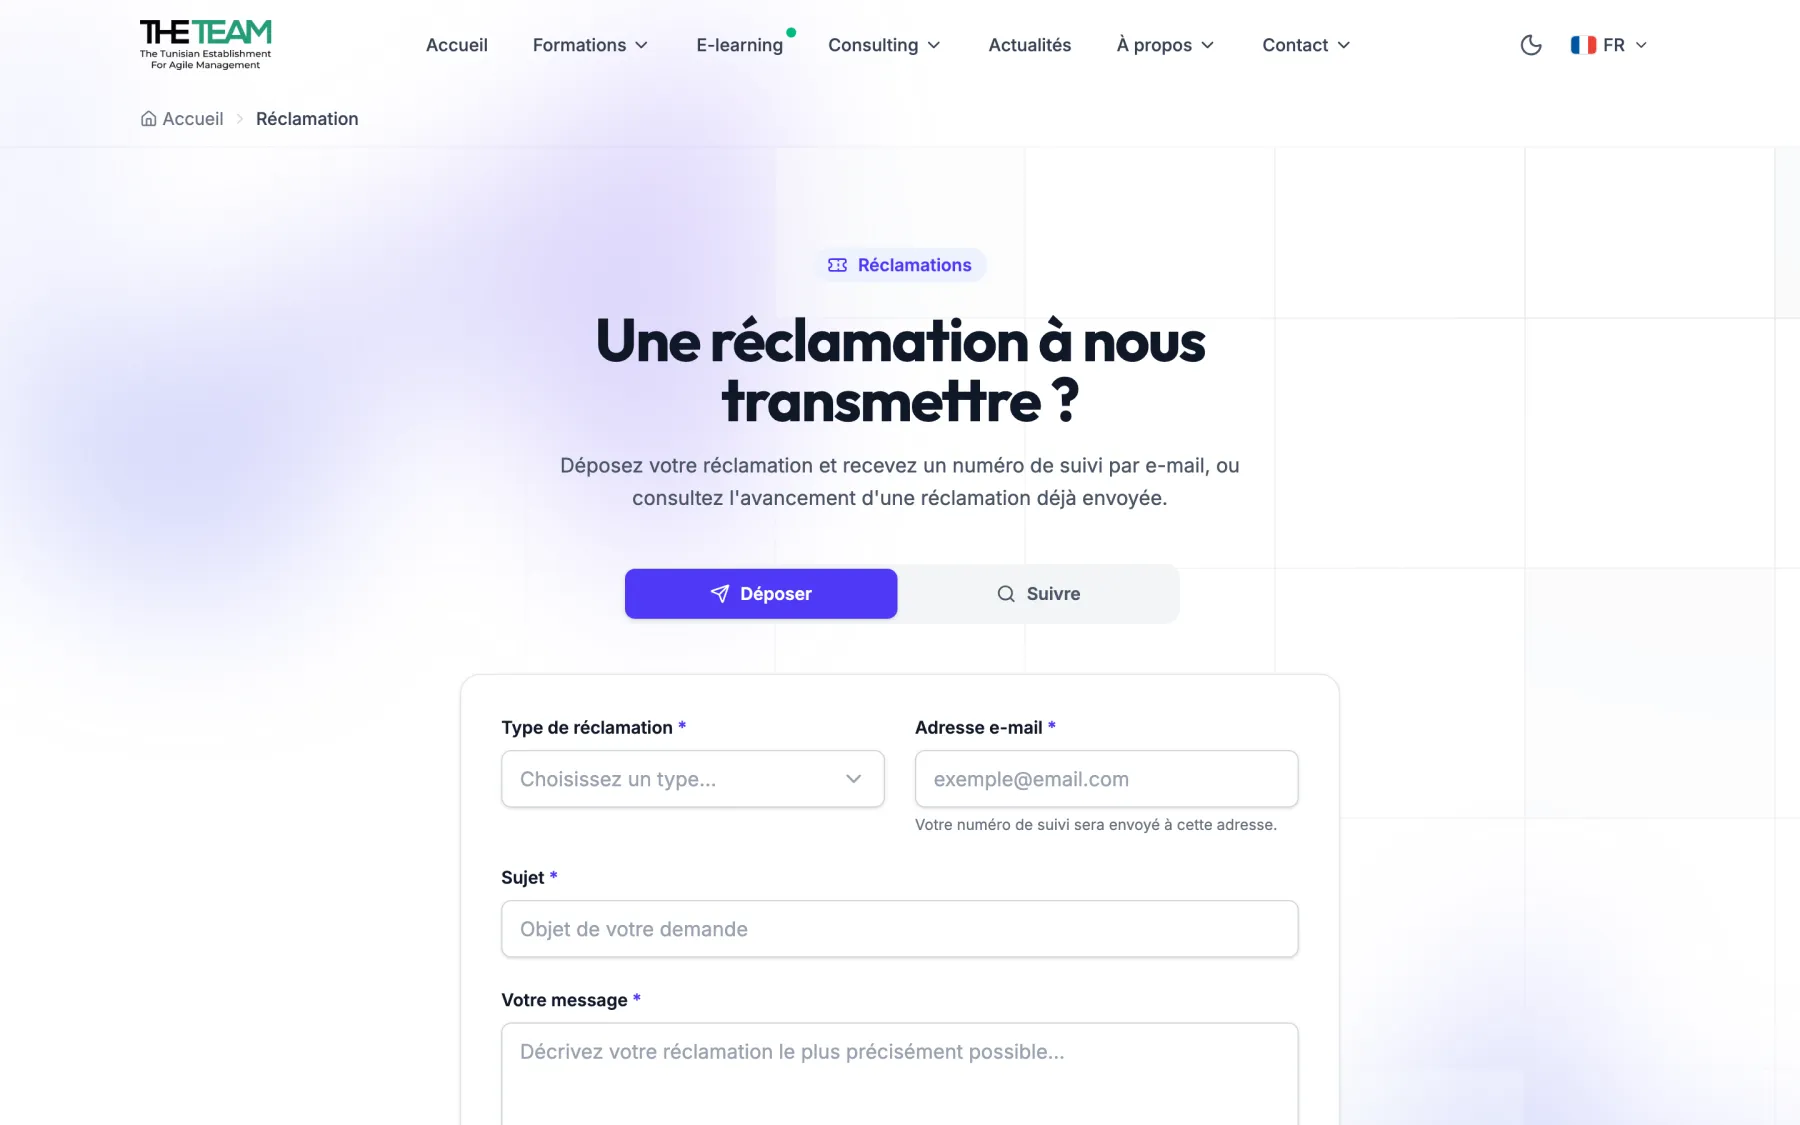 THETEAM
The Tunisian Establishment
For Agile Management
Accueil
Formations
E-learning
Consulting
Actualités
À propos
Contact
FR
Accueil
Réclamation
Réclamations
Une réclamation à nous
transmettre ?
Déposez votre réclamation et recevez un numéro de suivi par e-mail, ou
consultez l'avancement d'une réclamation déjà envoyée.
Déposer
Suivre
Type de réclamation *
Choisissez un type...
Adresse e-mail *
exemple@email.com
Votre numéro de suivi sera envoyé à cette adresse.
Sujet *
Objet de votre demande
Votre message *
Décrivez votre réclamation le plus précisément possible...